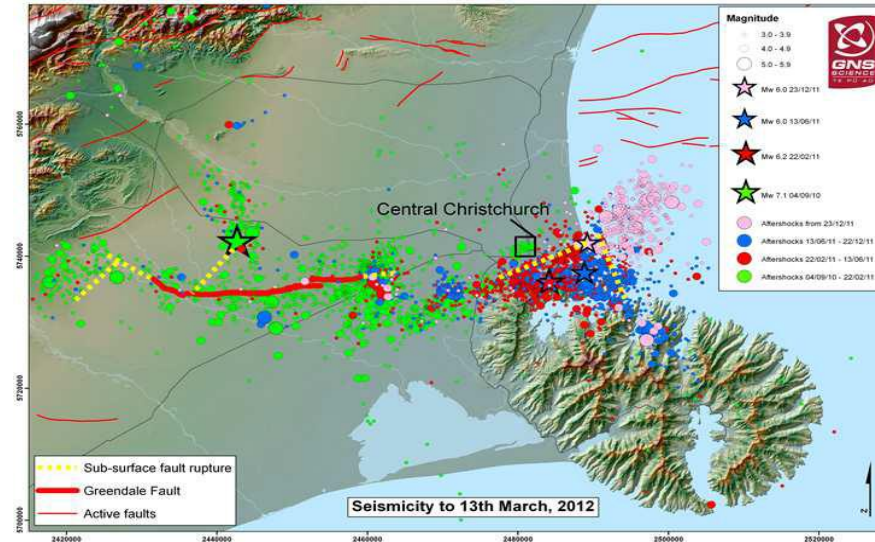 Magnitude
3.0 - 3.9
4.0 - 4.9
5.0 - 5.9
Mw 6.0 23/12/11
Mw 6.0 13/06/11
Mw 6.2 22/02/11
Mw 7.1 04/09/10
Aftershocks from 23/12/11
Aftershocks 13/06/11 - 22/12/11
Aftershocks 22/02/11 - 13/06/11
Aftershocks 04/09/10 - 22/02/11
GNS
SCIENCE
TE PŪ AO
Central Christchurch
5760000
5740000
5720000
5700000
Sub-surface fault rupture
Greendale Fault
Active faults
Seismicity to 13th March, 2012
z
2420000
2440000
2460000
2480000
2500000
2520000